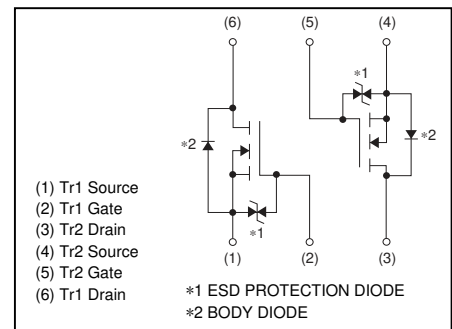 (6) (5) (4)
∗1
∗2
∗2
(1) Tr1 Source
(2) Tr1 Gate
(3) Tr2 Drain
(4) Tr2 Source
(5) Tr2 Gate
(6) Tr1 Drain
∗1
(1) (2) (3)
∗1 ESD PROTECTION DIODE
∗2 BODY DIODE